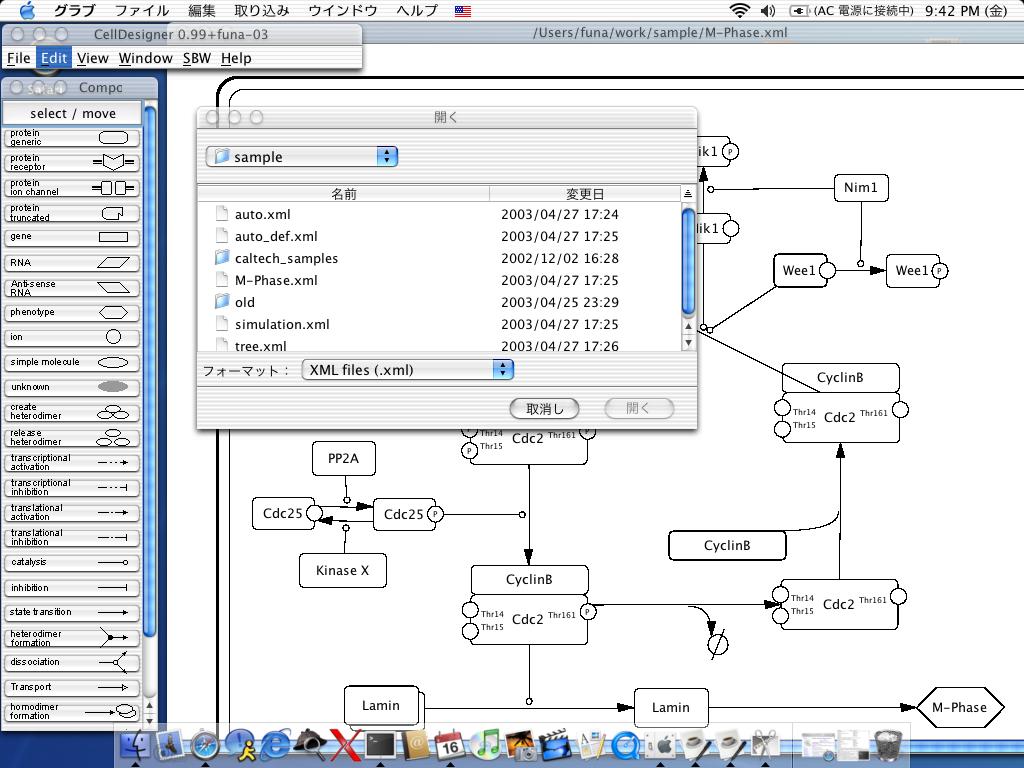 グラブ ファイル 編集 取り込み ウインドウ ヘルプ (AC 電源に接続中) 9:42 PM (金)
CellDesigner 0.99+funa-03
/Users/funa/work/sample/M-Phase.xml
File Edit View Window SBW Help
Compo
select / move
protein
generic
protein
receptor
protein
ion channel
protein
truncated
gene
RNA
Anti-sense
RNA
phenotype
ion
simple molecule
unknown
create
heterodimer
release
heterodimer
transcriptional
activation
transcriptional
inhibition
translational
activation
translational
inhibition
catalysis
inhibition
state transition
heterodimer
formation
dissociation
Transport
homodimer
formation
開く
sample
名前 変更日
auto.xml 2003/04/27 17:24
auto_def.xml 2003/04/27 17:25
caltech_samples 2002/12/02 16:28
M-Phase.xml 2003/04/27 17:25
old 2003/04/25 23:29
simulation.xml 2003/04/27 17:25
tree.xml 2003/04/27 17:26
フォーマット： XML files (.xml)
取消し 開く
ik1 P
ik1
Nim1
Wee1
Wee1 P
CyclinB
Thr14
Thr15
Cdc2
Thr161
Thr14
Thr15
P
Cdc2
Thr161
PP2A
Cdc25
Cdc25 P
Kinase X
CyclinB
CyclinB
Thr14
Thr15
Cdc2
Thr161
P
Thr14
Thr15
Cdc2
Thr161
Lamin
Lamin
M-Phase
16